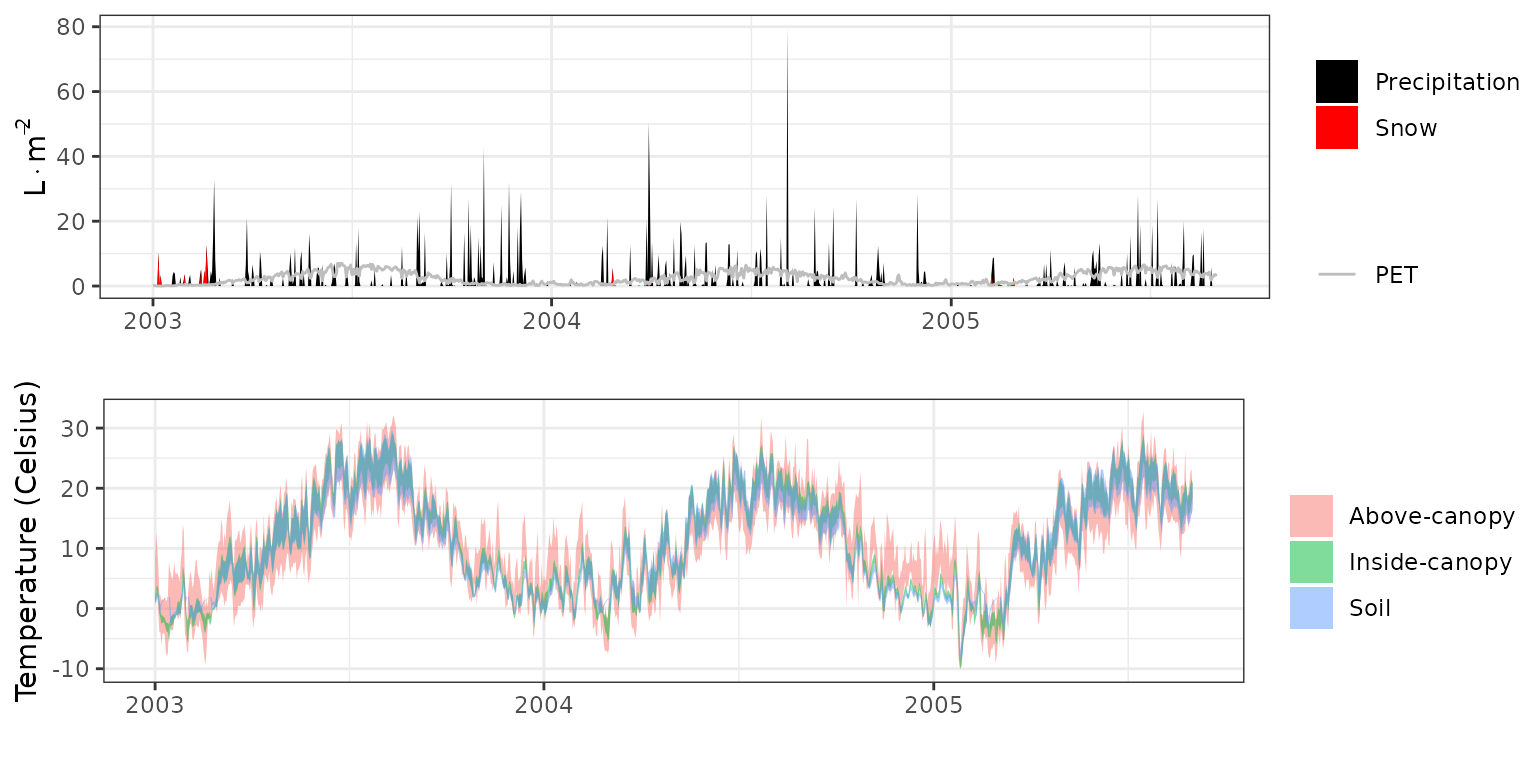 80
60
40
20
0
L · m⁻²
2003
2004
2005
Precipitation
Snow
PET
30
20
10
0
-10
Temperature (Celsius)
2003
2004
2005
Above-canopy
Inside-canopy
Soil